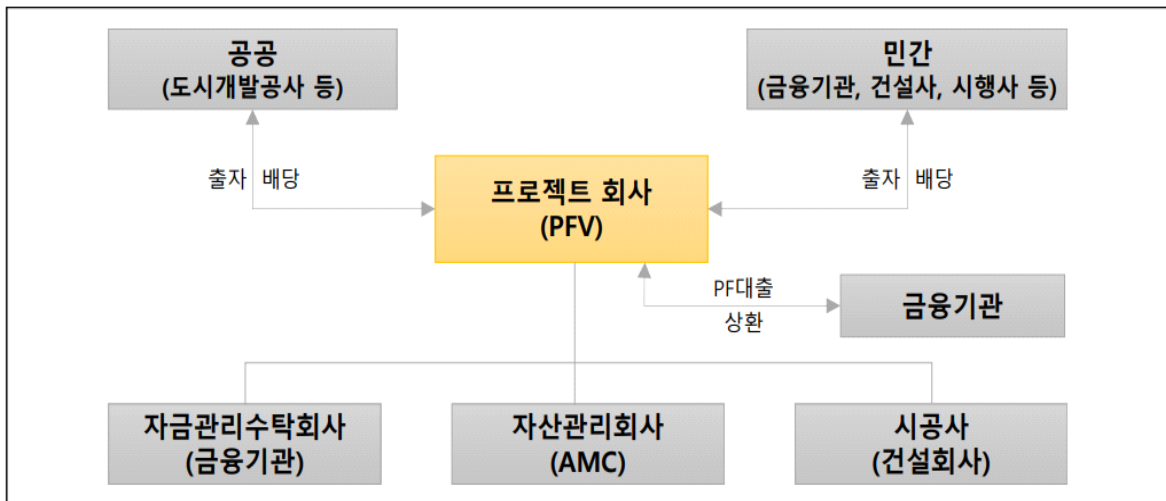 공공
(도시개발공사 등)
민간
(금융기관, 건설사, 시행사 등)
출자 배당
프로젝트 회사
(PFV)
출자 배당
PF대출
상환
금융기관
자금관리수탁회사
(금융기관)
자산관리회사
(AMC)
시공사
(건설회사)